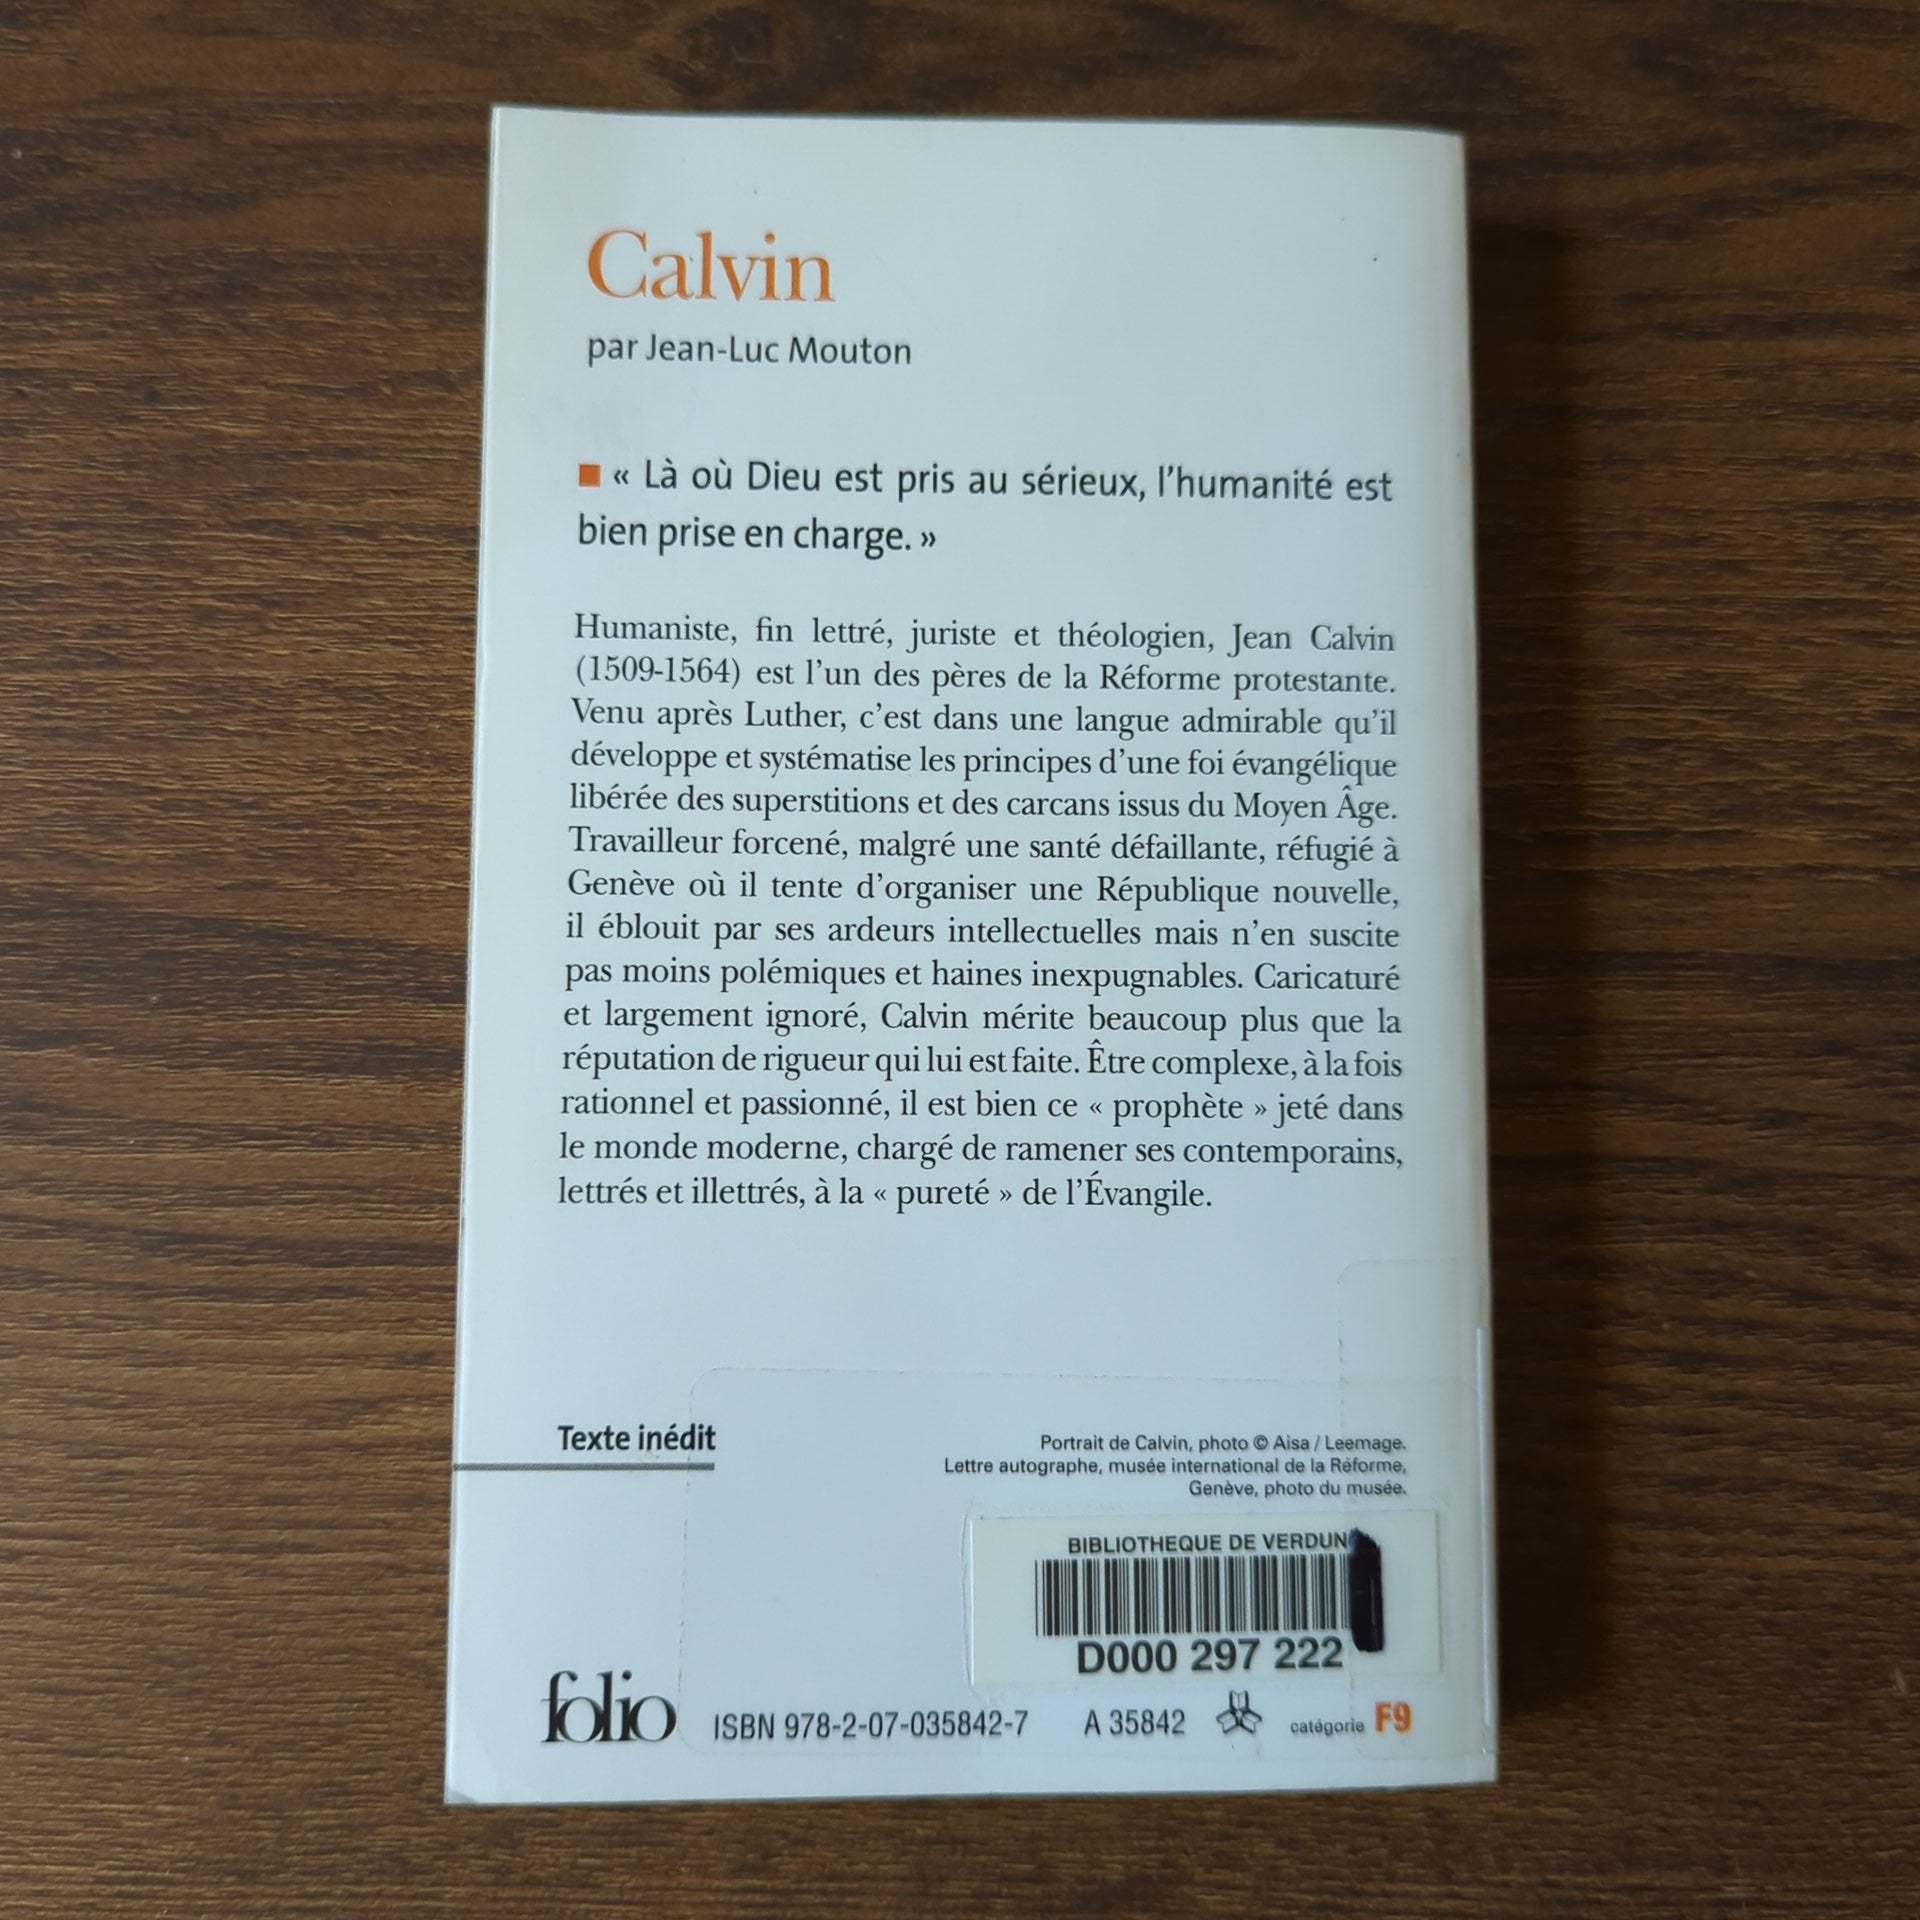 Calvin
par Jean-Luc Mouton
■ « Là où Dieu est pris au sérieux, l’humanité est
bien prise en charge. »
Humaniste, fin lettré, juriste et théologien, Jean Calvin
(1509-1564) est l’un des pères de la Réforme protestante.
Venu après Luther, c’est dans une langue admirable qu’il
développe et systématise les principes d’une foi évangélique
libérée des superstitions et des carcans issus du Moyen Âge.
Travailleur forcené, malgré une santé défaillante, réfugié à
Genève où il tente d’organiser une République nouvelle,
il éblouit par ses ardeurs intellectuelles mais n’en suscite
pas moins polémiques et haines inexpugnables. Caricaturé
et largement ignoré, Calvin mérite beaucoup plus que la
réputation de rigueur qui lui est faite. Être complexe, à la fois
rationnel et passionné, il est bien ce « prophète » jeté dans
le monde moderne, chargé de ramener ses contemporains,
lettrés et illettrés, à la « pureté » de l’Évangile.
Texte inédit
Portrait de Calvin, photo © Aisa / Leemage.
Lettre autographe, musée international de la Réforme,
Genève, photo du musée.
BIBLIOTHEQUE DE VERDUN
D000 297 222
folio ISBN 978-2-07-035842-7 A 35842 catégorie F9